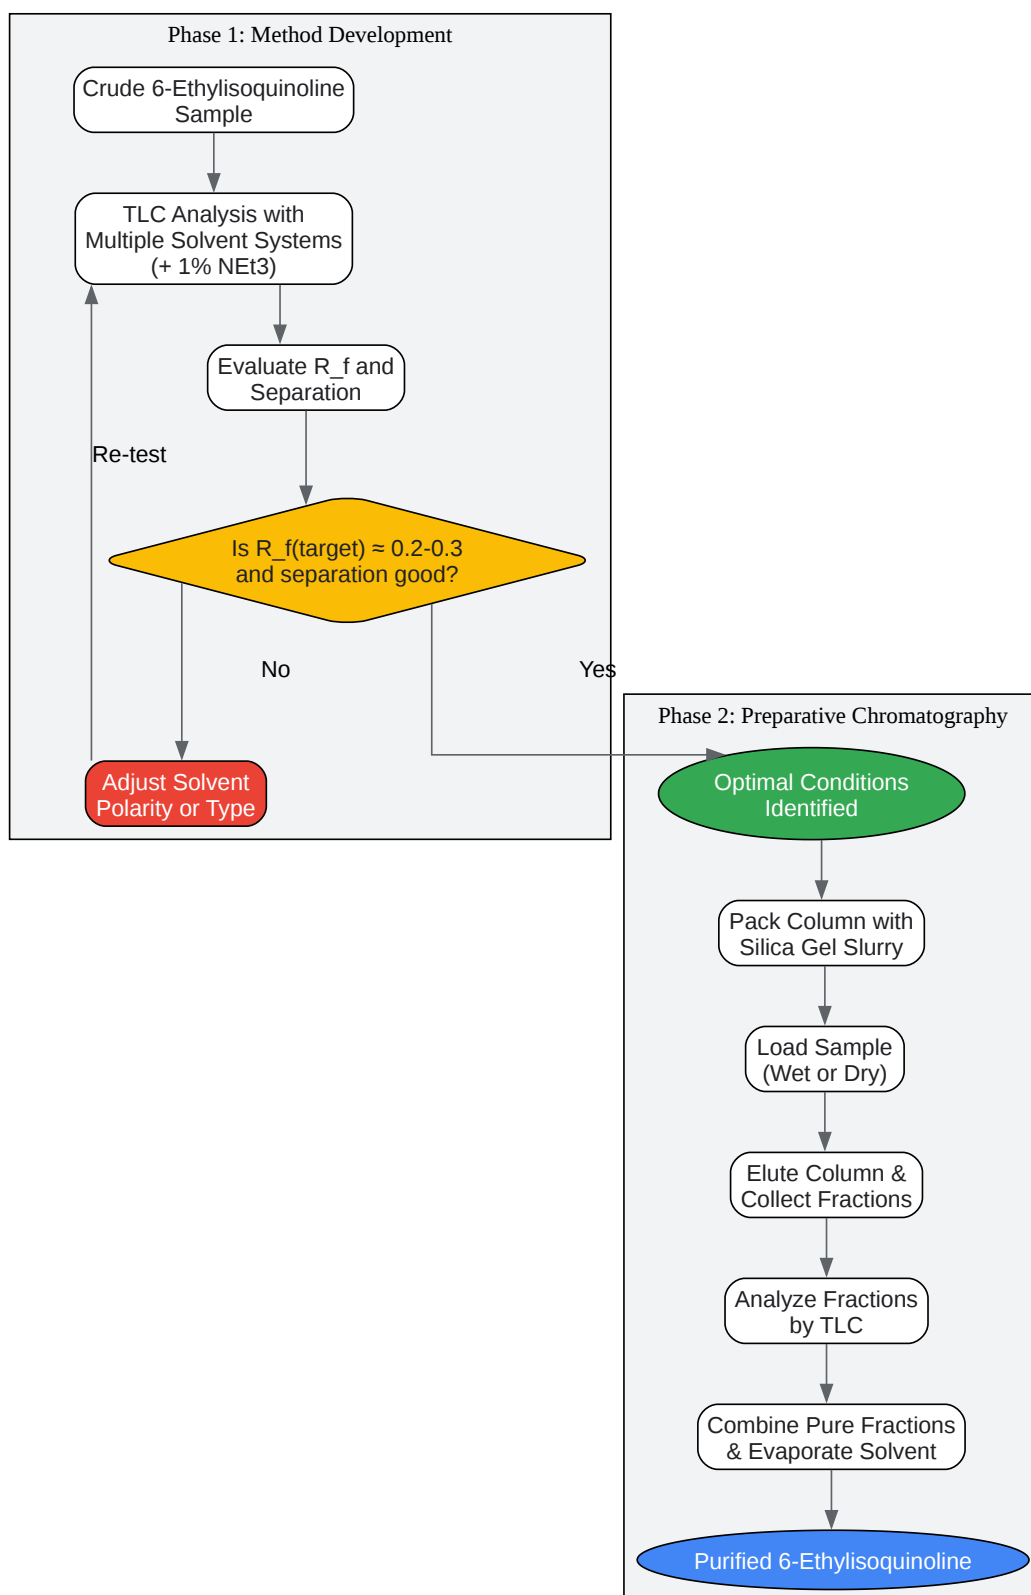 Phase 1: Method Development
Crude 6-Ethylisoquinoline
Sample
TLC Analysis with
Multiple Solvent Systems
(+ 1% NEt3)
Evaluate R_f and
Separation
Re-test
Is R_f(target) ≈ 0.2-0.3
and separation good?
No
Yes
Adjust Solvent
Polarity or Type
Phase 2: Preparative Chromatography
Optimal Conditions
Identified
Pack Column with
Silica Gel Slurry
Load Sample
(Wet or Dry)
Elute Column &
Collect Fractions
Analyze Fractions
by TLC
Combine Pure Fractions
& Evaporate Solvent
Purified 6-Ethylisoquinoline